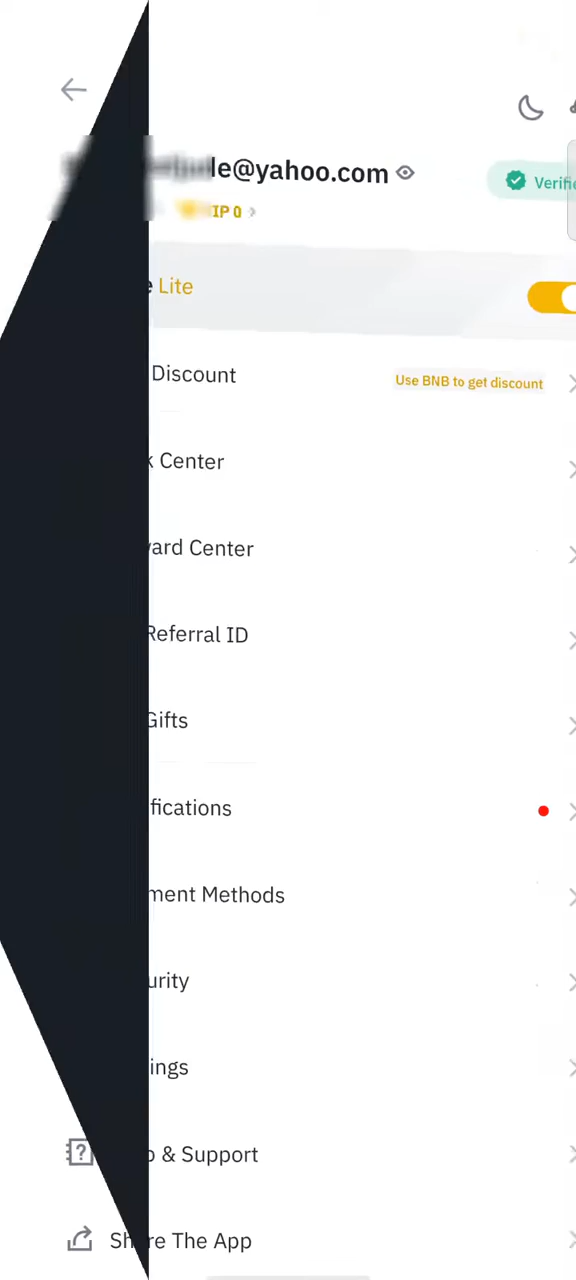 le@yahoo.com
IP 0
Lite
Discount
Use BNB to get discount
Center
ard Center
Referral ID
Gifts
fications
ment Methods
urity
ings
& Support
Share The App